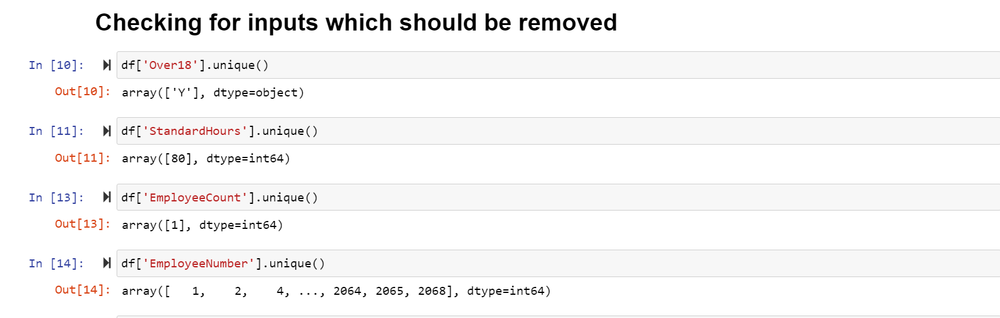 Checking for inputs which should be removed
In [10]: df['Over18'].unique()
Out[10]: array(['Y'], dtype=object)
In [11]: df['StandardHours'].unique()
Out[11]: array([80], dtype=int64)
In [13]: df['EmployeeCount'].unique()
Out[13]: array([1], dtype=int64)
In [14]: df['EmployeeNumber'].unique()
Out[14]: array([   1,    2,    4, ..., 2064, 2065, 2068], dtype=int64)